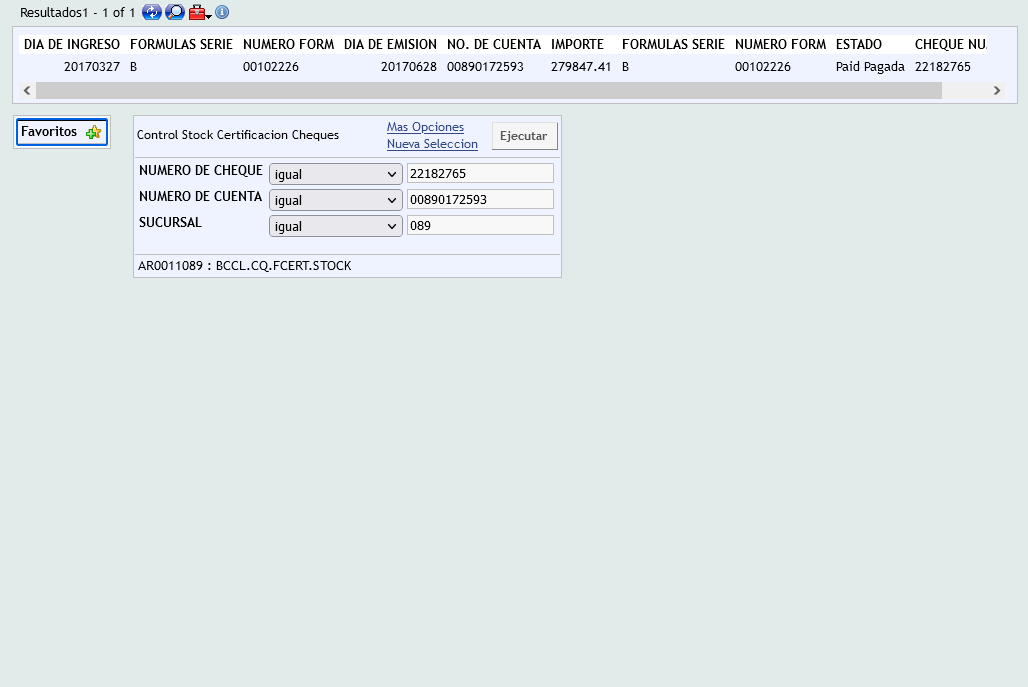 Resultados1 - 1 of 1
DIA DE INGRESO FORMULAS SERIE NUMERO FORM DIA DE EMISION NO. DE CUENTA IMPORTE FORMULAS SERIE NUMERO FORM ESTADO CHEQUE NU
20170327 B 00102226 20170628 00890172593 279847.41 B 00102226 Paid Pagada 22182765
Favoritos
Control Stock Certificacion Cheques
Mas Opciones
Nueva Seleccion
Ejecutar
NUMERO DE CHEQUE igual 22182765
NUMERO DE CUENTA igual 00890172593
SUCURSAL igual 089
AR0011089 : BCCL.CQ.FCERT.STOCK